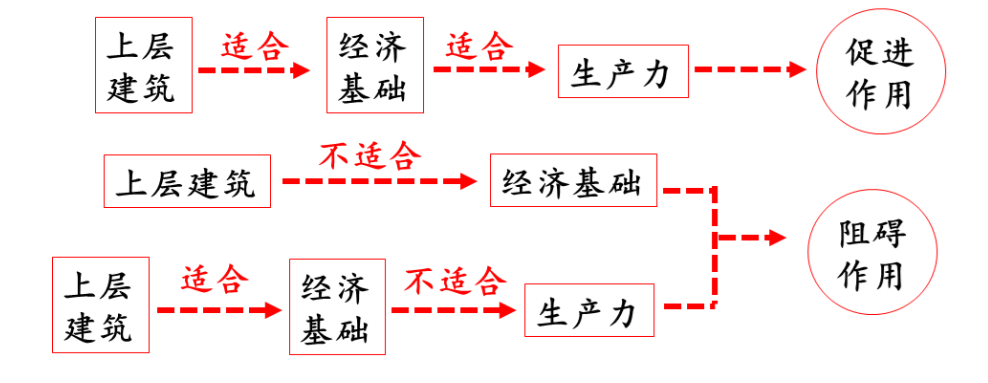 上层
建筑
适合
经济
基础
适合
生产力
促进
作用
上层建筑
不适合
经济基础
阻碍
作用
上层
建筑
适合
经济
基础
不适合
生产力